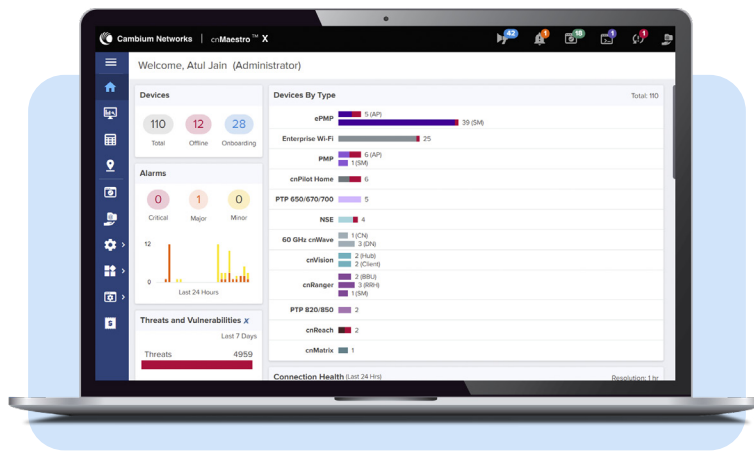 Cambium Networks | cnMaestro™ X
42
1
18
1
1
Welcome, Atul Jain (Administrator)
Devices
110
12
28
Total
Offline
Onboarding
Alarms
0
1
0
Critical
Major
Minor
12
0
Last 24 Hours
Threats and Vulnerabilities X
Last 7 Days
Threats 4959
Devices By Type
Total: 110
ePMP 5 (AP)
39 (SM)
Enterprise Wi-Fi 25
PMP 6 (AP)
1 (SM)
cnPilot Home 6
PTP 650/670/700 5
NSE 4
60 GHz cnWave 1 (CN)
3 (DN)
cnVision 2 (Hub)
2 (Client)
cnRanger 2 (BBU)
3 (RRH)
1 (SM)
PTP 820/850 2
cnReach 2
cnMatrix 1
Connection Health (Last 24 Hrs)
Resolution: 1 hr